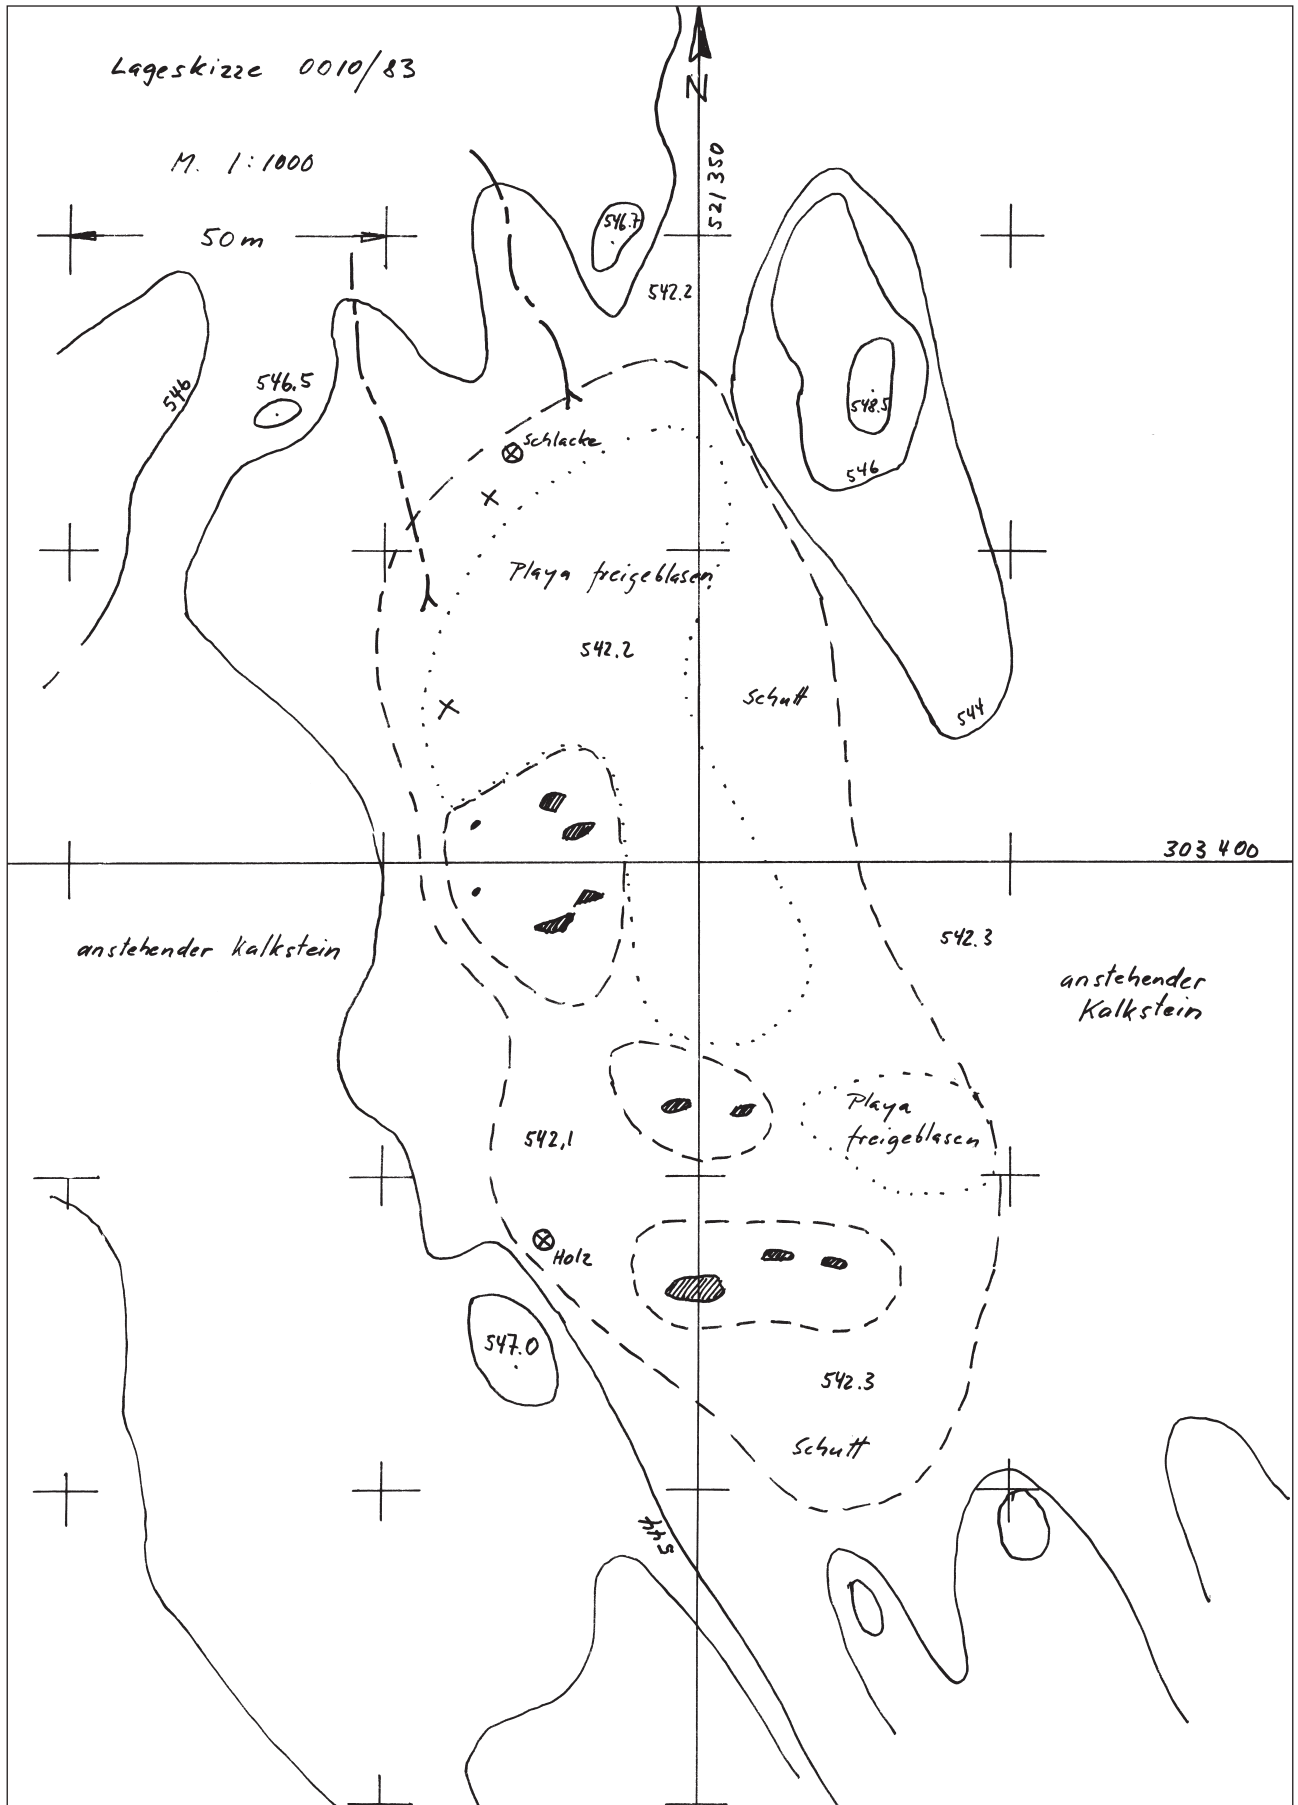 Lageskizze 0010/83
M. 1:1000
50m
N
521 350
546.7
542.2
546
546.5
548.5
546
Schlacke
Playa freigeblasen
542.2
Schutt
544
303 400
anstehender Kalkstein
542.3
anstehender
Kalkstein
Playa
freigeblasen
542,1
Holz
547.0
542.3
Schutt
544